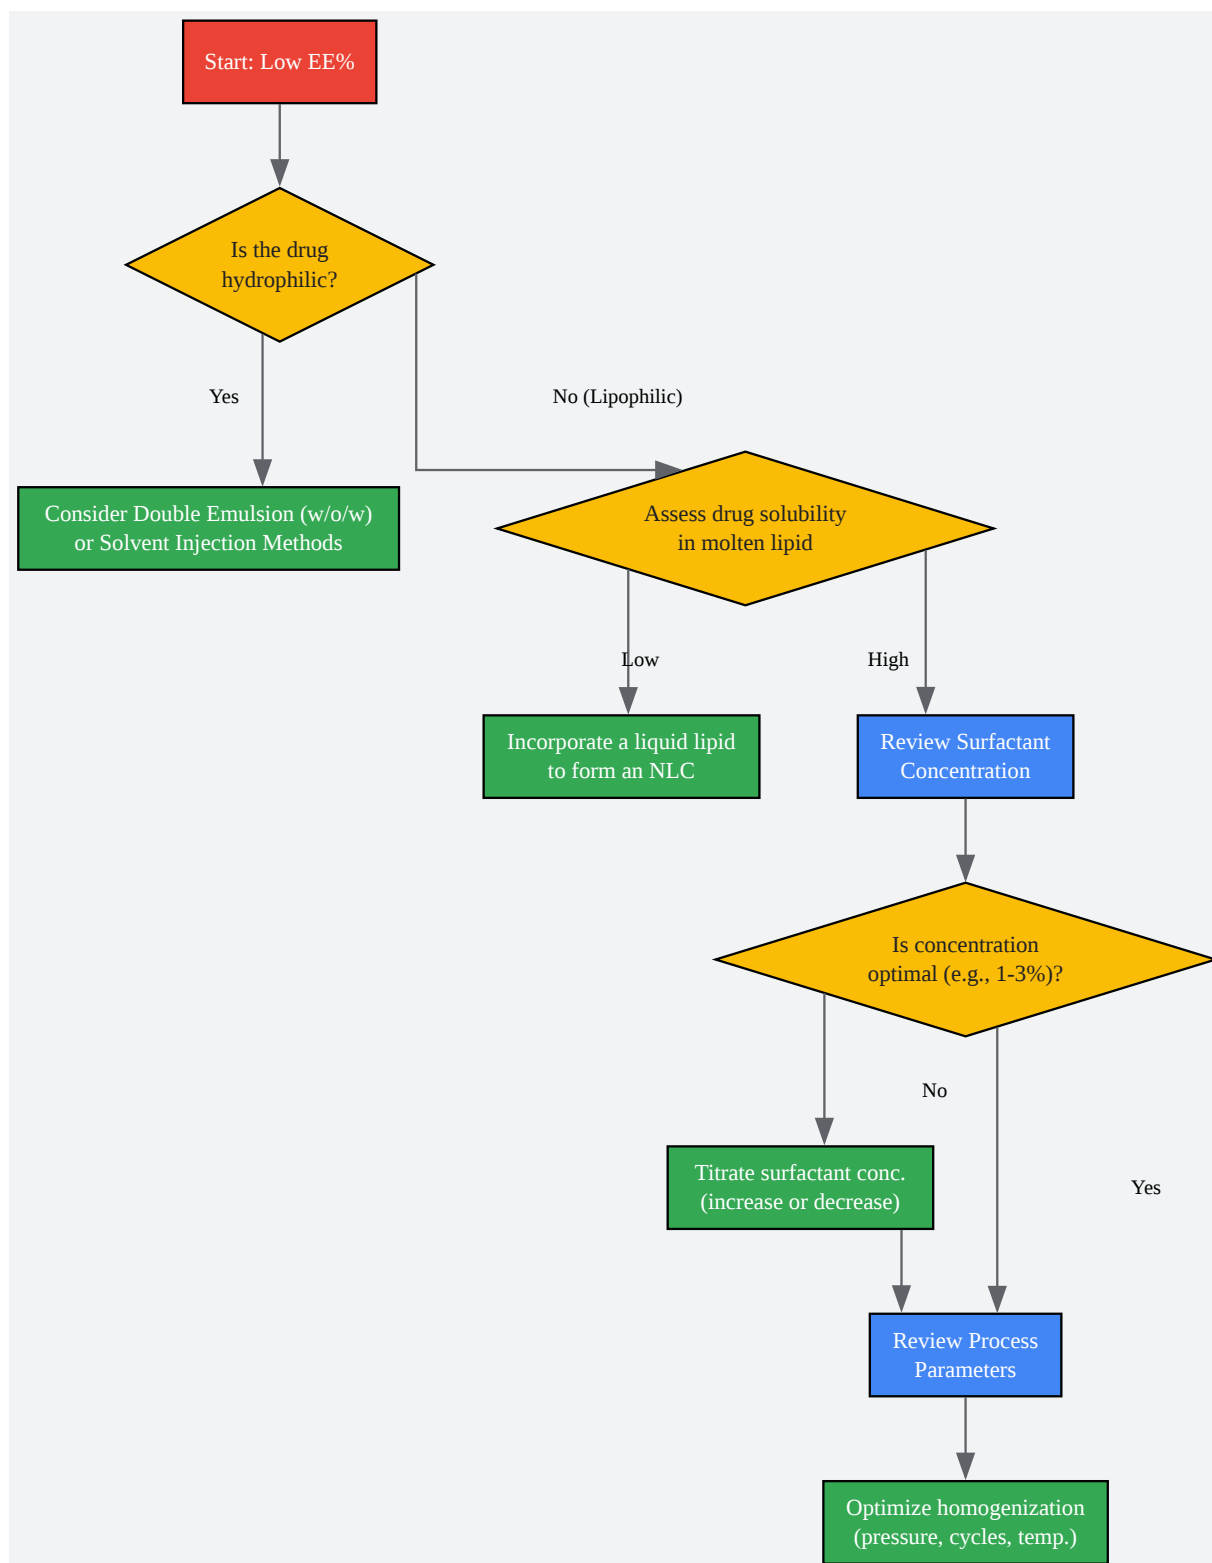 Start: Low EE%
Is the drug
hydrophilic?
Yes
No (Lipophilic)
Consider Double Emulsion (w/o/w)
or Solvent Injection Methods
Assess drug solubility
in molten lipid
Low
High
Incorporate a liquid lipid
to form an NLC
Review Surfactant
Concentration
Is concentration
optimal (e.g., 1-3%)?
No
Titrate surfactant conc.
(increase or decrease)
Yes
Review Process
Parameters
Optimize homogenization
(pressure, cycles, temp.)